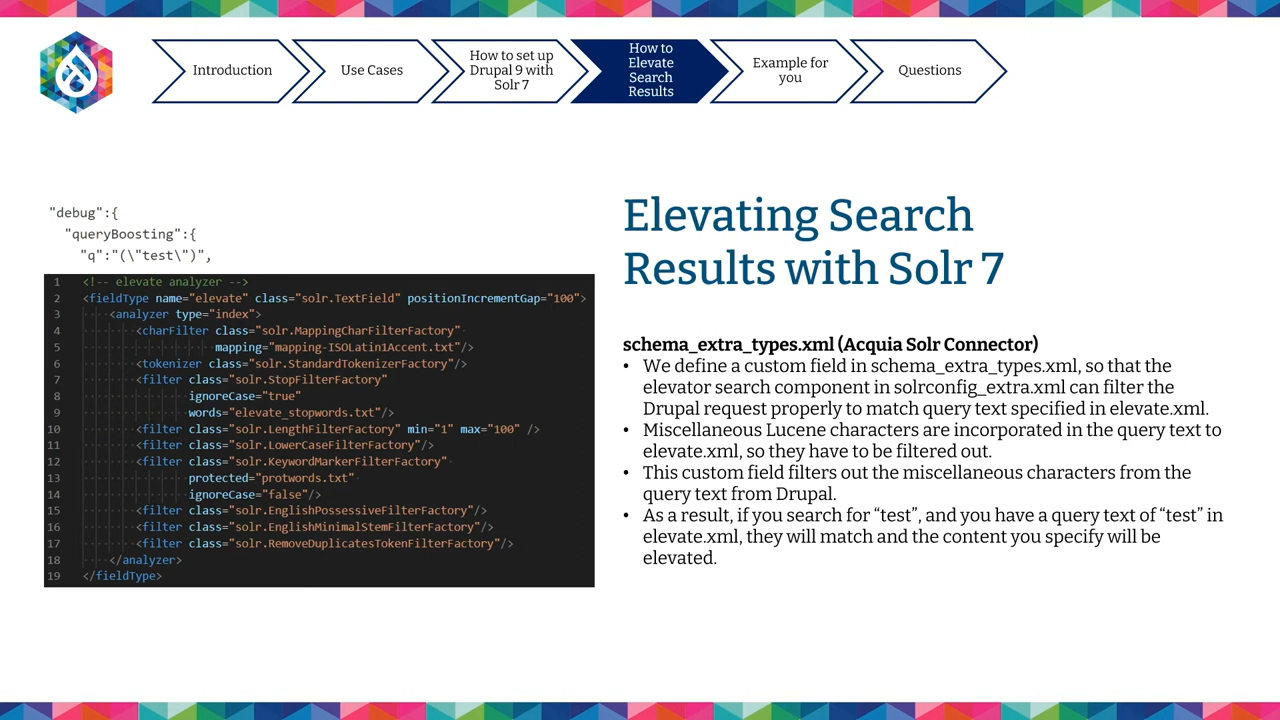 Introduction
Use Cases
How to set up
Drupal 9 with
Solr 7
How to
Elevate
Search
Results
Example for
you
Questions
"debug":{
"queryBoosting":{
"q":"(\"test\")",
1 <!-- elevate analyzer -->
2 <fieldType name="elevate" class="solr.TextField" positionIncrementGap="100">
3 <analyzer type="index">
4 <charFilter class="solr.MappingCharFilterFactory"
5 mapping="mapping-ISOLatin1Accent.txt"/>
6 <tokenizer class="solr.StandardTokenizerFactory"/>
7 <filter class="solr.StopFilterFactory"
8 ignoreCase="true"
9 words="elevate_stopwords.txt"/>
10 <filter class="solr.LengthFilterFactory" min="1" max="100" />
11 <filter class="solr.LowerCaseFilterFactory"/>
12 <filter class="solr.KeywordMarkerFilterFactory"
13 protected="protwords.txt"
14 ignoreCase="false"/>
15 <filter class="solr.EnglishPossessiveFilterFactory"/>
16 <filter class="solr.EnglishMinimalStemFilterFactory"/>
17 <filter class="solr.RemoveDuplicatesTokenFilterFactory"/>
18 </analyzer>
19 </fieldType>
Elevating Search
Results with Solr 7
schema_extra_types.xml (Acquia Solr Connector)
• We define a custom field in schema_extra_types.xml, so that the
elevator search component in solrconfig_extra.xml can filter the
Drupal request properly to match query text specified in elevate.xml.
• Miscellaneous Lucene characters are incorporated in the query text to
elevate.xml, so they have to be filtered out.
• This custom field filters out the miscellaneous characters from the
query text from Drupal.
• As a result, if you search for “test”, and you have a query text of “test” in
elevate.xml, they will match and the content you specify will be
elevated.